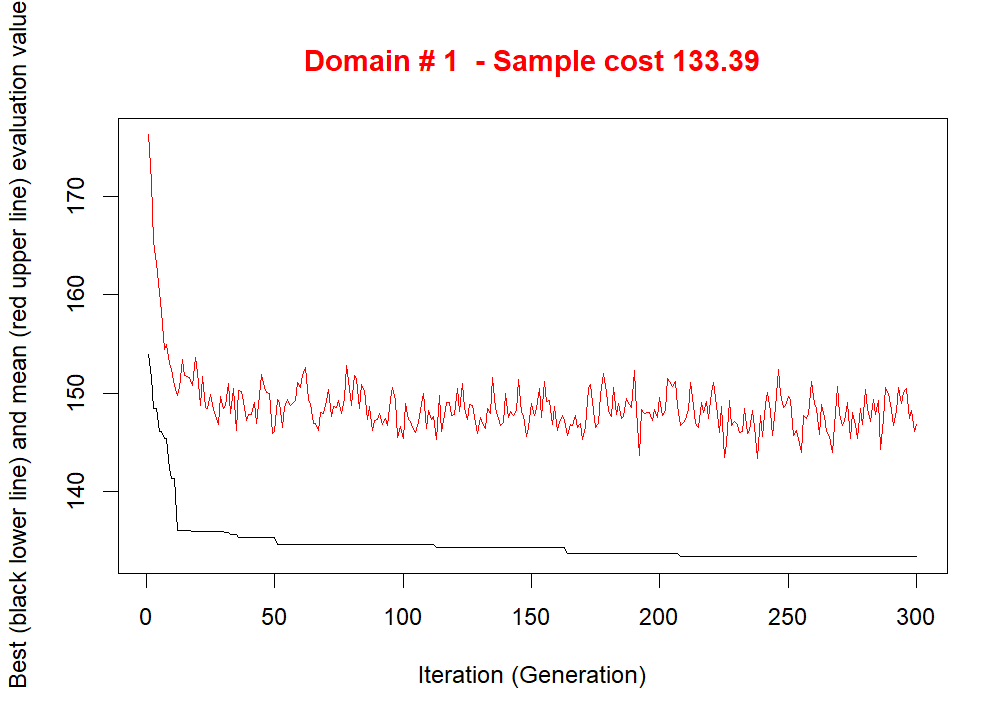 Domain # 1  - Sample cost 133.39
Best (black lower line) and mean (red upper line) evaluation value
170
160
150
140
0 50 100 150 200 250 300
Iteration (Generation)